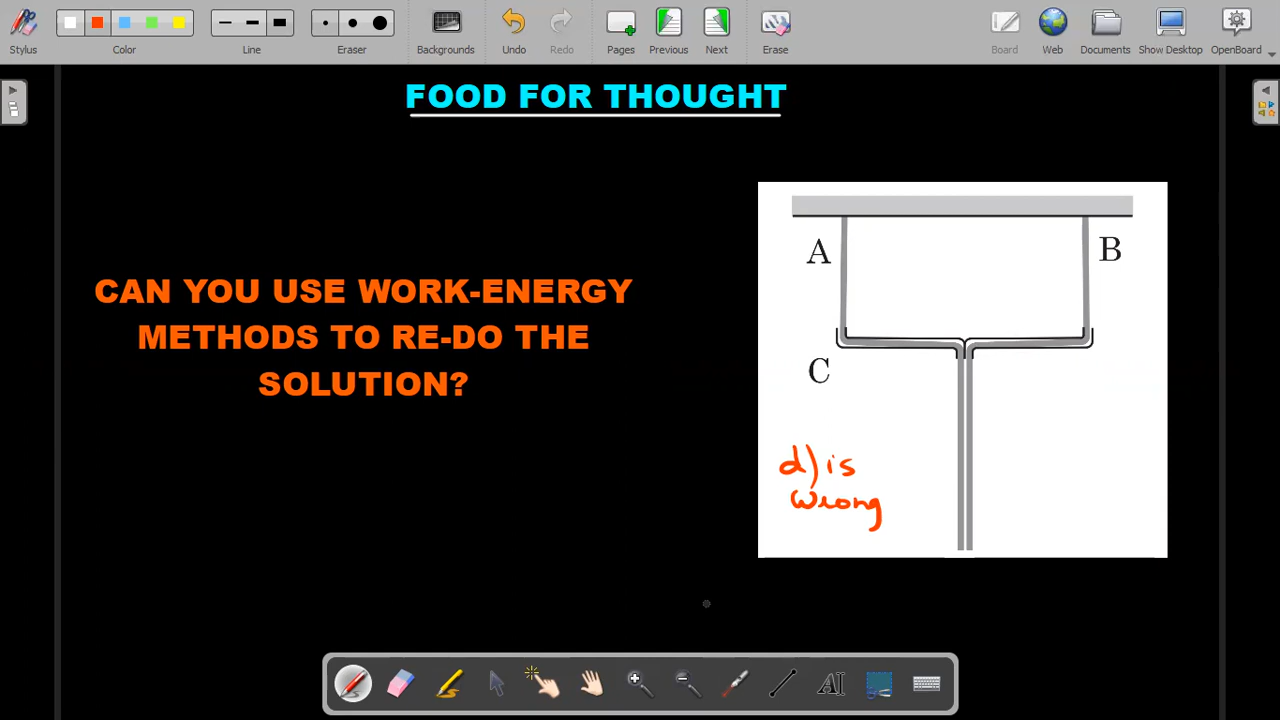 Stylus
Color
Line
Eraser
Backgrounds
Undo
Redo
Pages
Previous
Next
Erase
Board
Web
Documents
Show Desktop
OpenBoard
FOOD FOR THOUGHT
CAN YOU USE WORK-ENERGY
METHODS TO RE-DO THE
SOLUTION?
A
B
C
d) is
wrong
AI